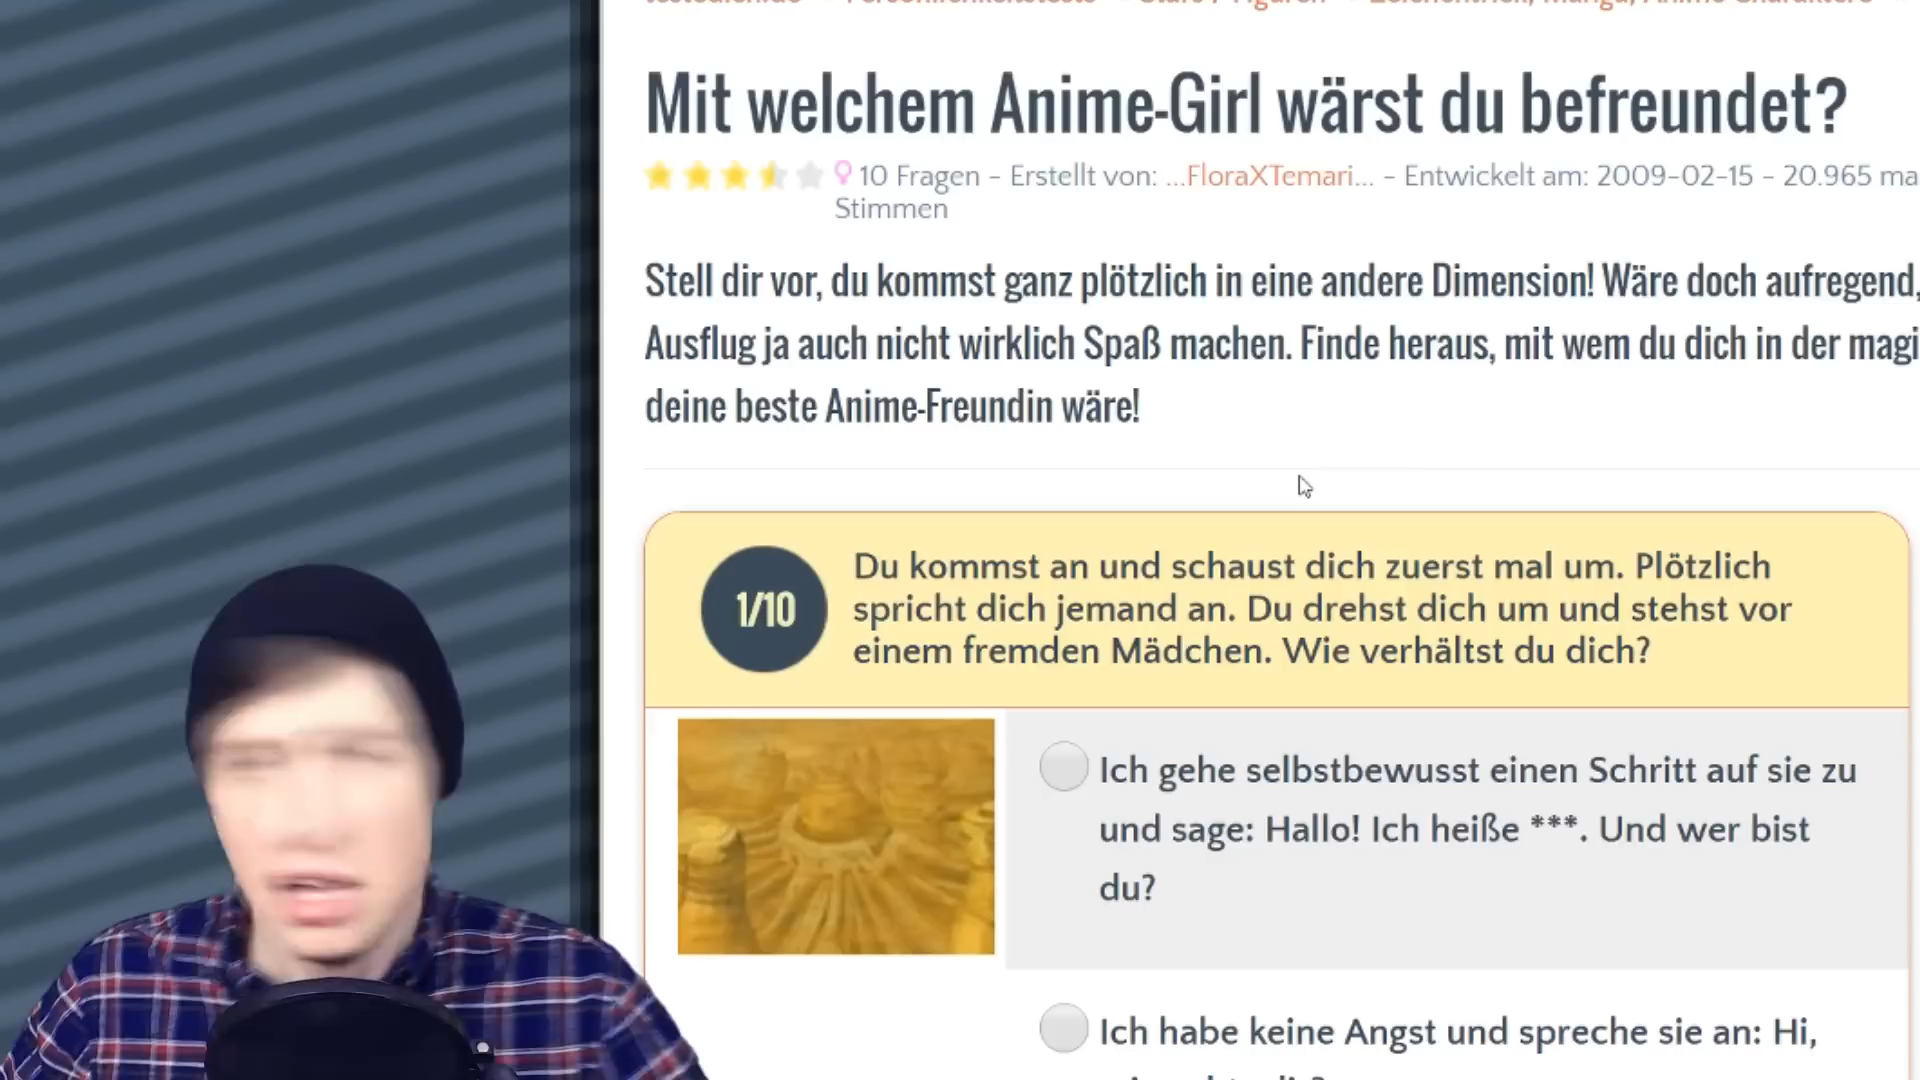 Mit welchem Anime-Girl wärst du befreundet?
10 Fragen - Erstellt von: ...FloraXTemari... - Entwickelt am: 2009-02-15 - 20.965
Stimmen
Stell dir vor, du kommst ganz plötzlich in eine andere Dimension! Wäre doch aufregend,
Ausflug ja auch nicht wirklich Spaß machen. Finde heraus, mit wem du dich in der
deine beste Anime-Freundin wäre!
1/10
Du kommst an und schaust dich zuerst mal um. Plötzlich
spricht dich jemand an. Du drehst dich um und stehst vor
einem fremden Mädchen. Wie verhältst du dich?
Ich gehe selbstbewusst einen Schritt auf sie zu
und sage: Hallo! Ich heiße ***. Und wer bist
du?
Ich habe keine Angst und spreche sie an: Hi,